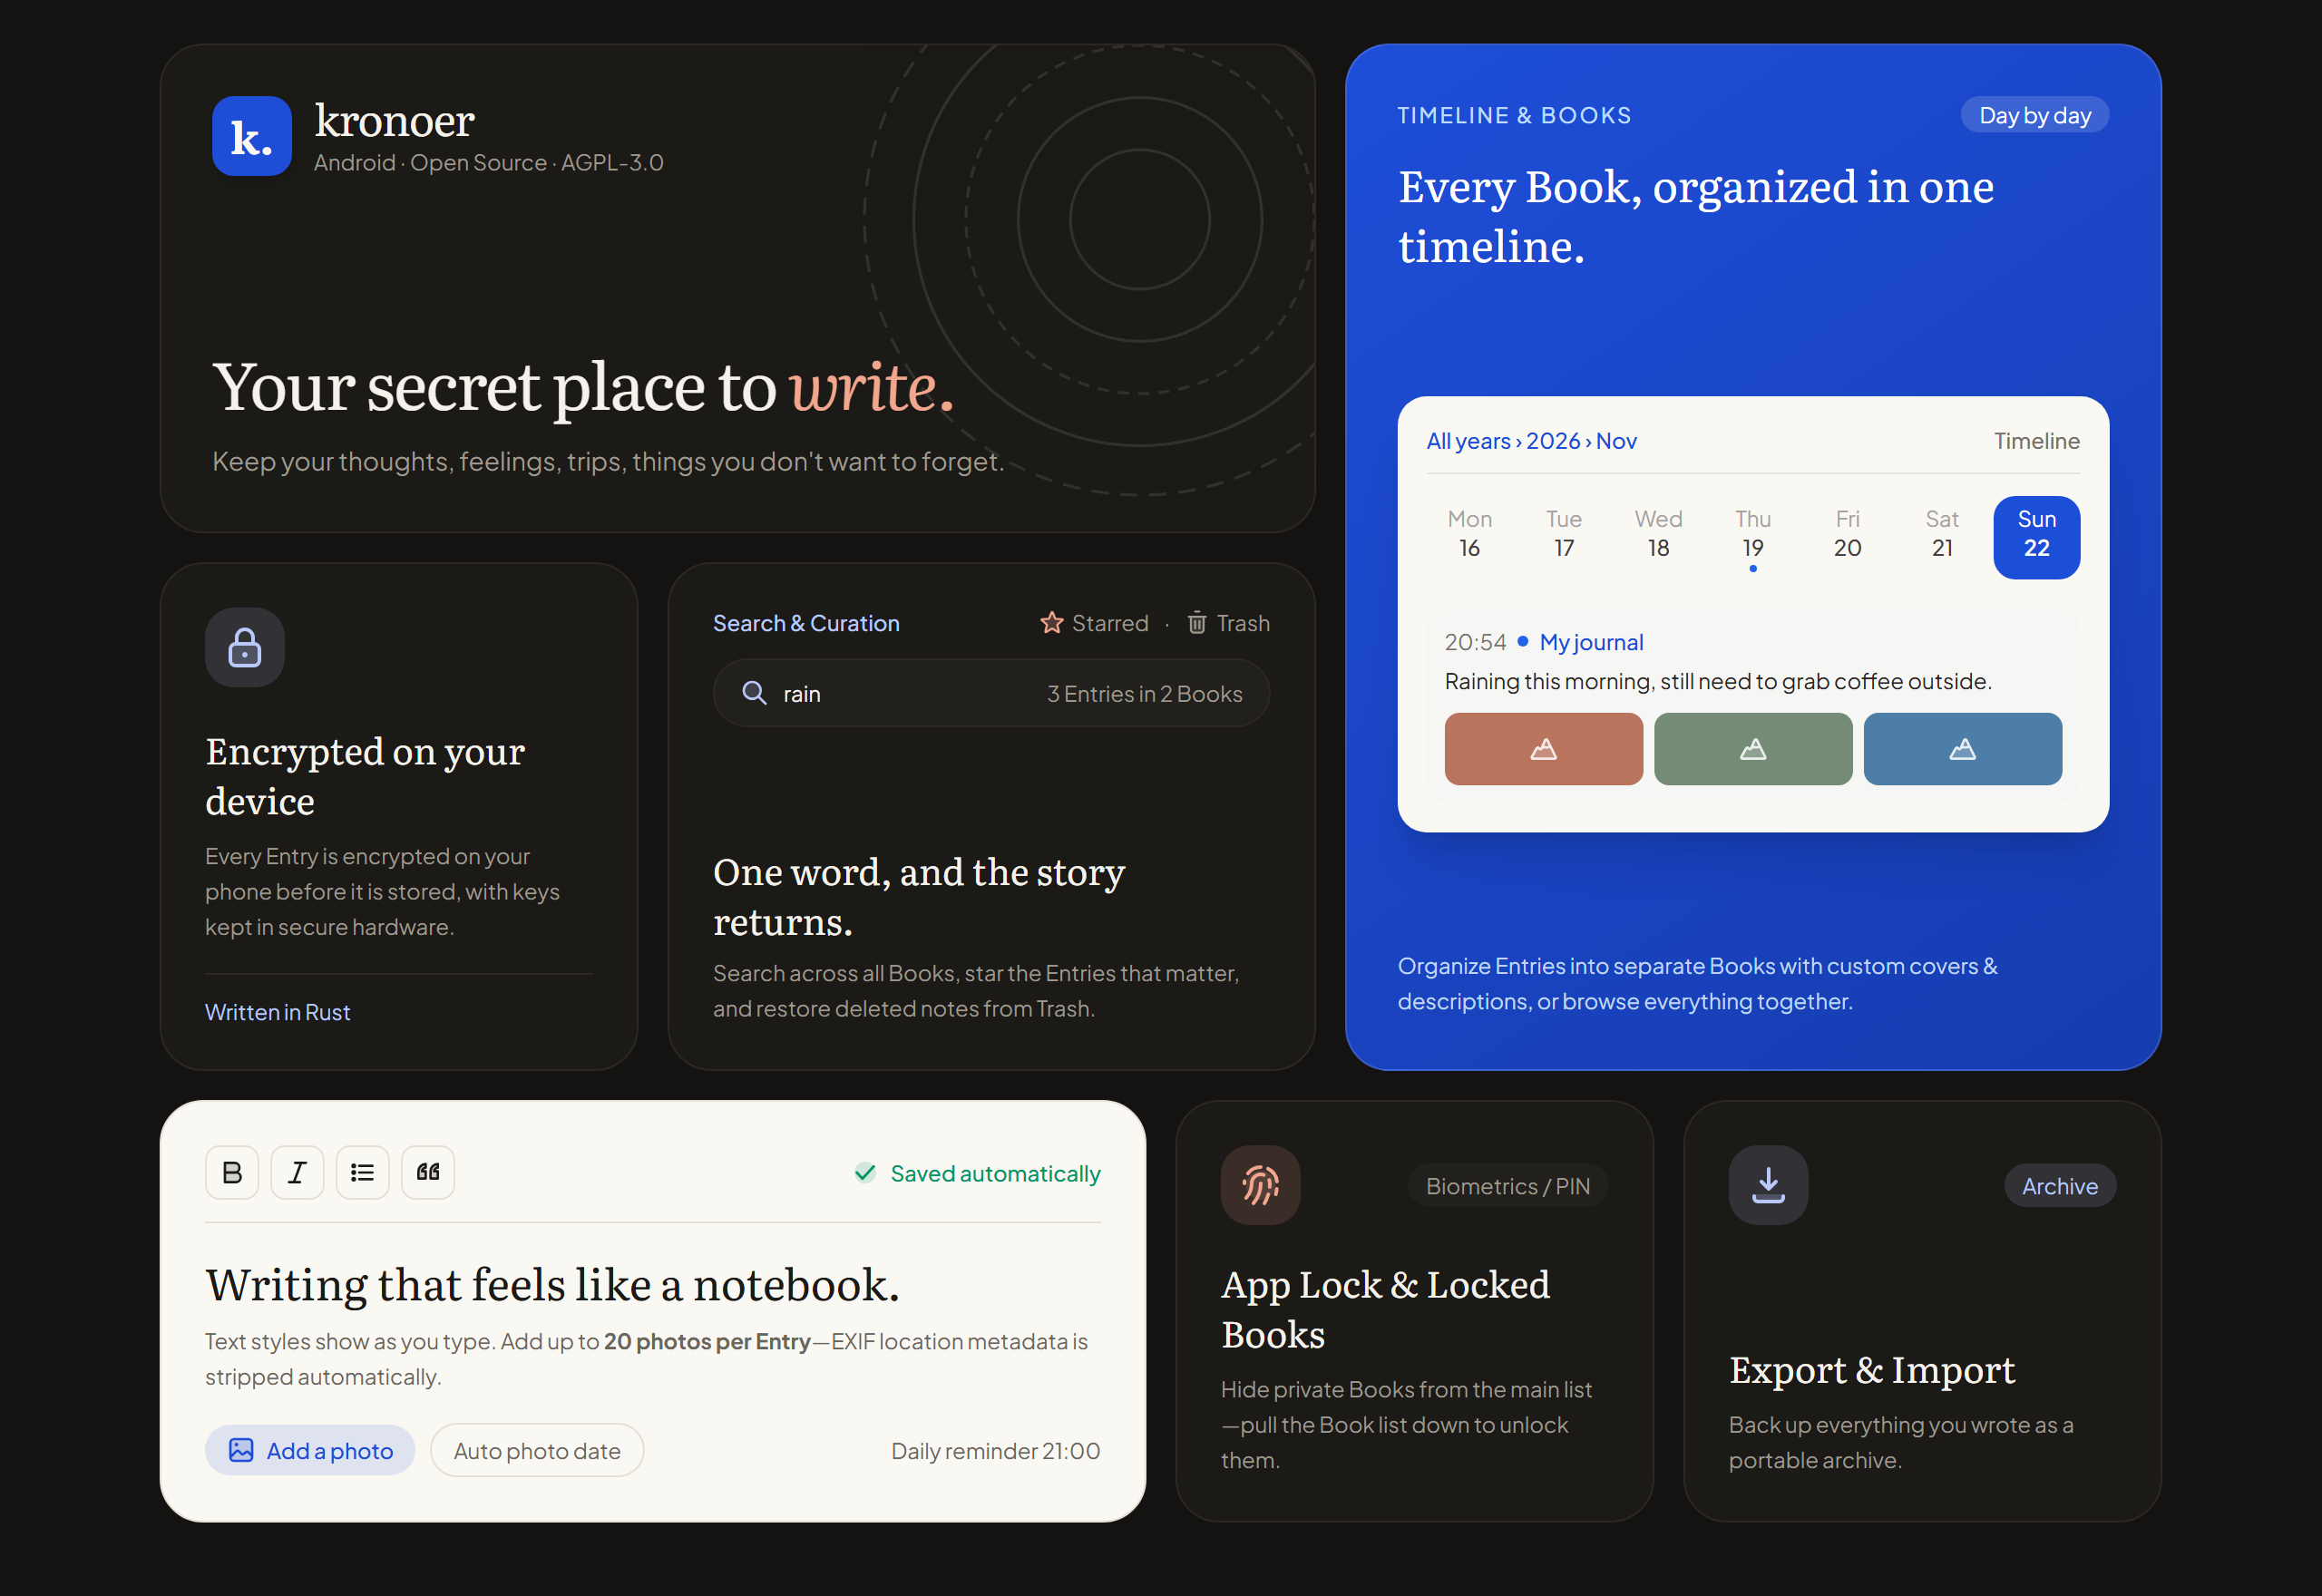 k.
kronoer
Android · Open Source · AGPL-3.0
Your secret place to write.
Keep your thoughts, feelings, trips, things you don't want to forget.
TIMELINE & BOOKS
Day by day
Every Book, organized in one
timeline.
All years › 2026 › Nov
Timeline
Mon Tue Wed Thu Fri Sat Sun
16 17 18 19 20 21 22
20:54 • My journal
Raining this morning, still need to grab coffee outside.
Organize Entries into separate Books with custom covers &
descriptions, or browse everything together.
Encrypted on your
device
Every Entry is encrypted on your
phone before it is stored, with keys
kept in secure hardware.
Written in Rust
Search & Curation
Starred · Trash
rain
3 Entries in 2 Books
One word, and the story
returns.
Search across all Books, star the Entries that matter,
and restore deleted notes from Trash.
B I
Saved automatically
Writing that feels like a notebook.
Text styles show as you type. Add up to 20 photos per Entry—EXIF location metadata is
stripped automatically.
Add a photo
Auto photo date
Daily reminder 21:00
Biometrics / PIN
App Lock & Locked
Books
Hide private Books from the main list
—pull the Book list down to unlock
them.
Archive
Export & Import
Back up everything you wrote as a
portable archive.